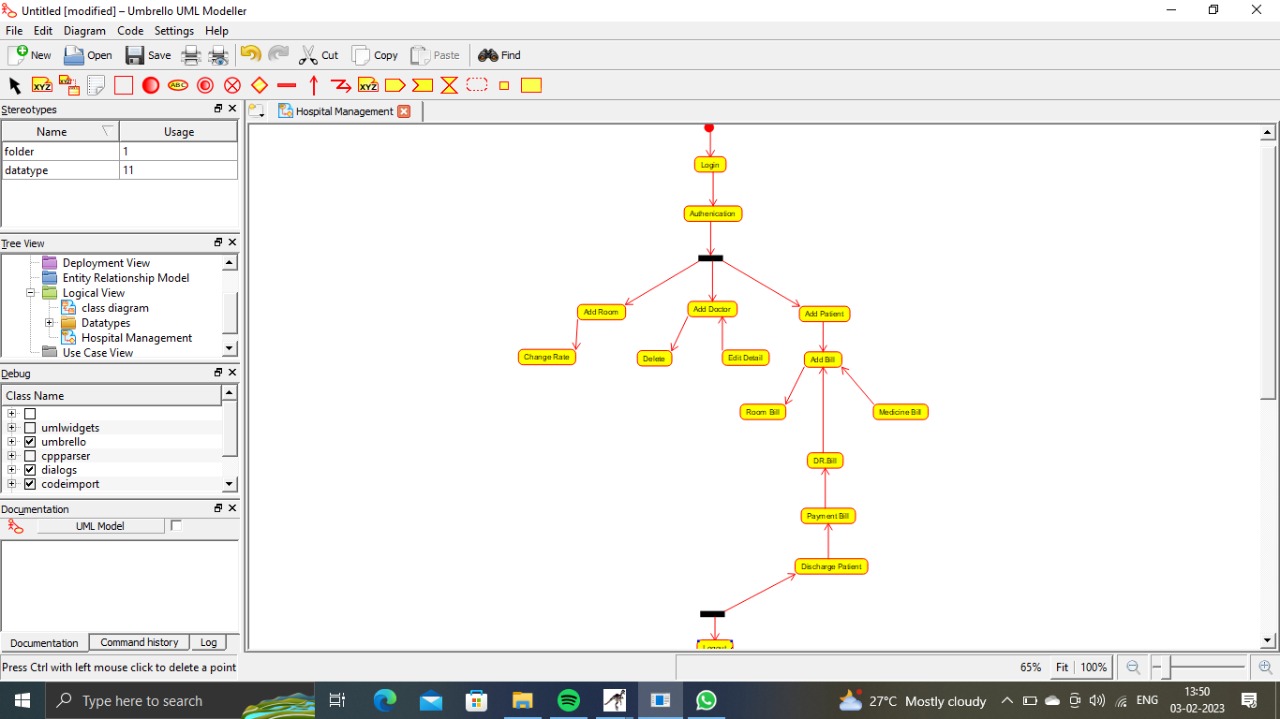 Untitled [modified] – Umbrello UML Modeller
File Edit Diagram Code Settings Help
New Open Save Cut Copy Paste Find
XYZ XYZ ABC XYZ
Stereotypes
Hospital Management
Name Usage
folder 1
datatype 11
Tree View
Deployment View
Entity Relationship Model
Logical View
class diagram
Datatypes
Hospital Management
Use Case View
Debug
Class Name
umlwidgets
umbrello
cppparser
dialogs
codeimport
Documentation
UML Model
Documentation Command history Log
Press Ctrl with left mouse click to delete a point
Login
Authenication
Add Room Add Doctor Add Patient
Change Rate Delete Edit Detail Add Bill
Room Bill Medicine Bill
DR.Bill
Payment Bill
Discharge Patient
Logout
65% Fit 100%
Type here to search
27°C Mostly cloudy
ENG
13:50
03-02-2023